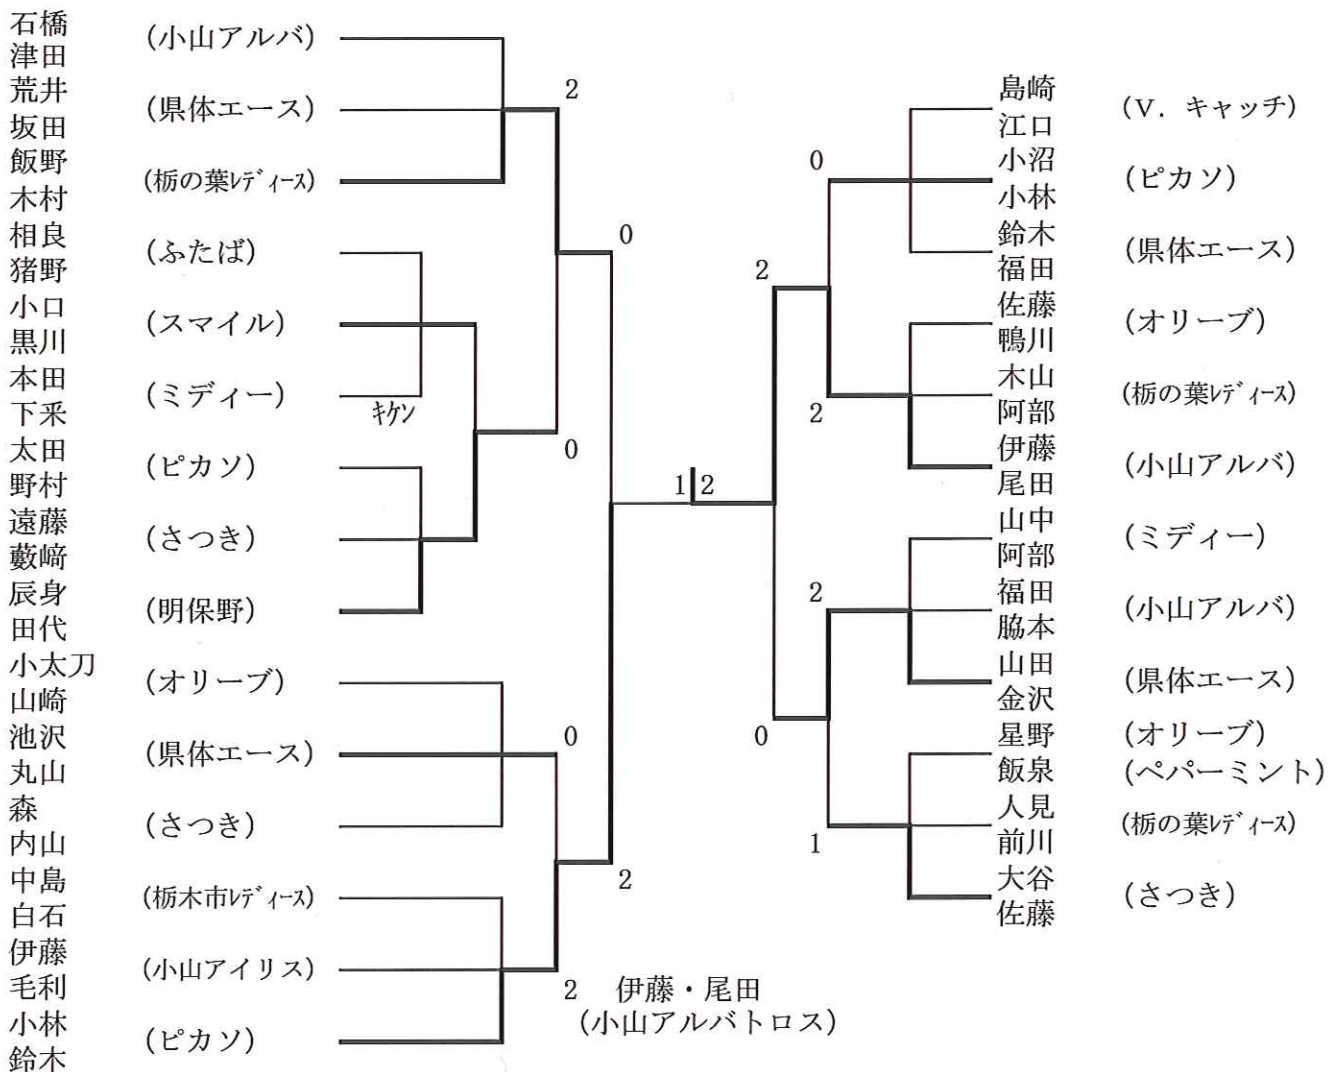 石橋
津田
(小山アルバ)
荒井
坂田
(県体エース)
飯野
木村
(栃の葉ﾚﾃﾞｨｰｽ)
相良
猪野
(ふたば)
小口
黒川
(スマイル)
本田
下釆
(ミディー)
キケン
太田
野村
(ピカソ)
遠藤
藪﨑
(さつき)
辰身
田代
(明保野)
小太刀
山崎
(オリーブ)
池沢
丸山
(県体エース)
森
内山
(さつき)
中島
白石
(栃木市ﾚﾃﾞｨｰｽ)
伊藤
毛利
(小山アイリス)
小林
鈴木
(ピカソ)
2
0
0
0
2
2
1
2
2
0
0
2
2
1
島崎
江口
(V．キャッチ)
小沼
小林
(ピカソ)
鈴木
福田
(県体エース)
佐藤
鴨川
(オリーブ)
木山
阿部
(栃の葉ﾚﾃﾞｨｰｽ)
伊藤
尾田
(小山アルバ)
山中
阿部
(ミディー)
福田
脇本
(小山アルバ)
山田
金沢
(県体エース)
星野
(オリーブ)
飯泉
(ペパーミント)
人見
前川
(栃の葉ﾚﾃﾞｨｰｽ)
大谷
佐藤
(さつき)
伊藤・尾田
(小山アルバトロス)